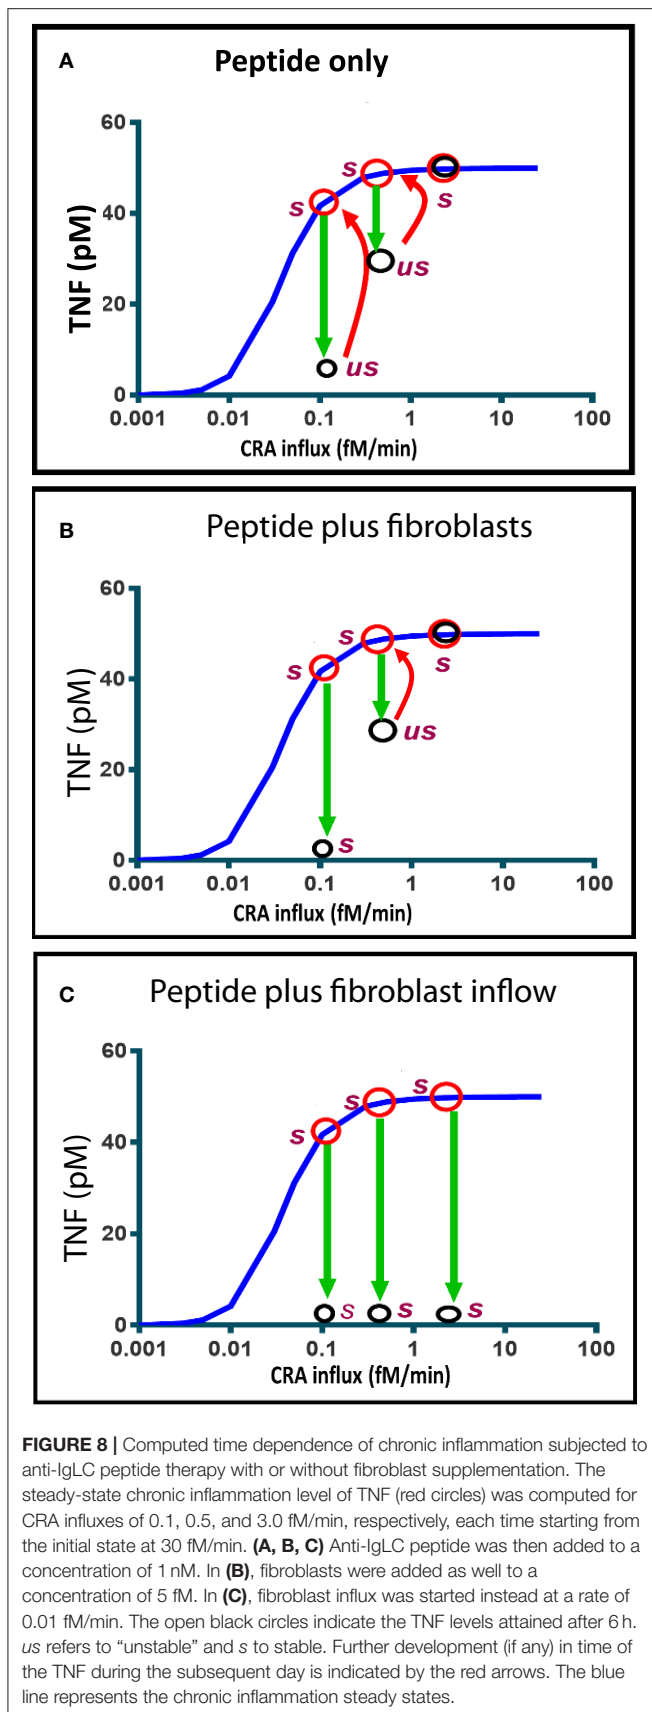 A
Peptide only
60
40
20
0
TNF (pM)
s
s
s
us
us
0.001 0.01 0.1 1 10 100
CRA influx (fM/min)
B
Peptide plus fibroblasts
60
40
20
0
TNF (pM)
s
s
s
us
s
0.001 0.01 0.1 1 10 100
CRA influx (fM/min)
C
Peptide plus fibroblast inflow
60
40
20
0
TNF (pM)
s
s
s
s
s
s
0.001 0.01 0.1 1 10 100
CRA influx (fM/min)
FIGURE 8 | Computed time dependence of chronic inflammation subjected to
anti-IgLC peptide therapy with or without fibroblast supplementation. The
steady-state chronic inflammation level of TNF (red circles) was computed for
CRA influxes of 0.1, 0.5, and 3.0 fM/min, respectively, each time starting from
the initial state at 30 fM/min. (A, B, C) Anti-IgLC peptide was then added to a
concentration of 1 nM. In (B), fibroblasts were added as well to a
concentration of 5 fM. In (C), fibroblast influx was started instead at a rate of
0.01 fM/min. The open black circles indicate the TNF levels attained after 6 h.
us refers to “unstable” and s to stable. Further development (if any) in time of
the TNF during the subsequent day is indicated by the red arrows. The blue
line represents the chronic inflammation steady states.